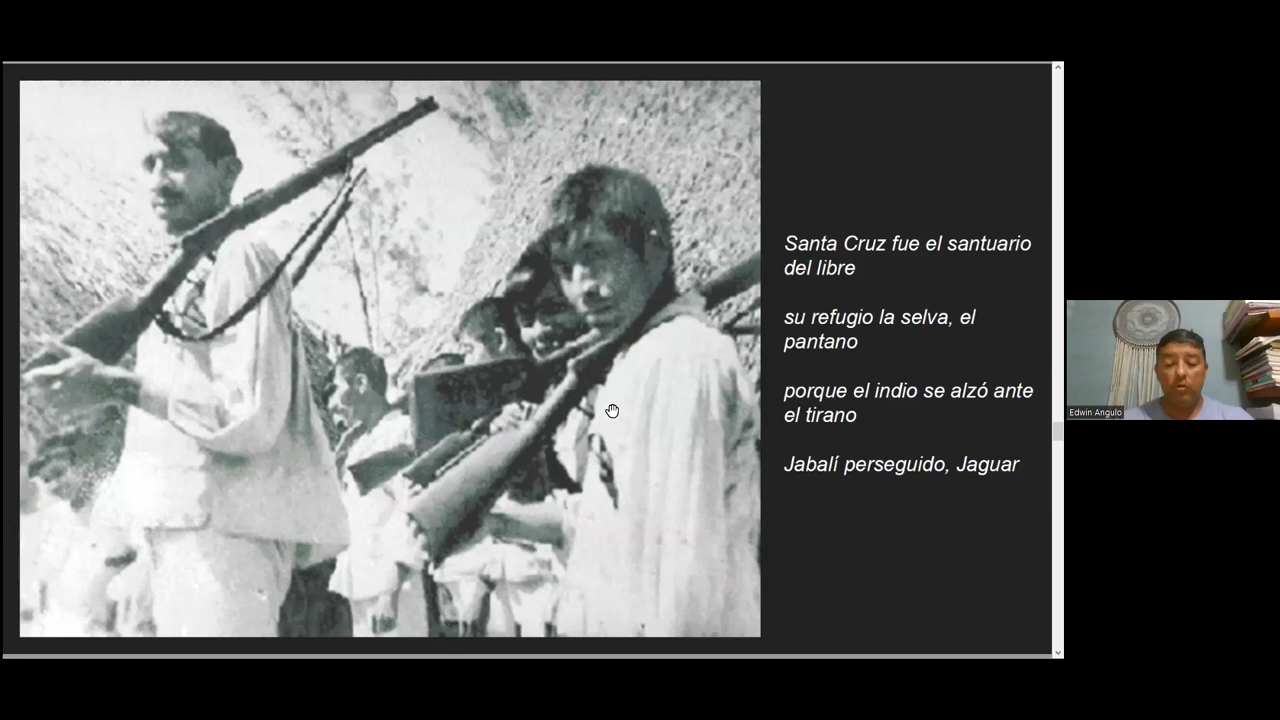 Santa Cruz fue el santuario
del libre
su refugio la selva, el
pantano
porque el indio se alzó ante
el tirano
Jabalí perseguido, Jaguar
Edwin Angulo